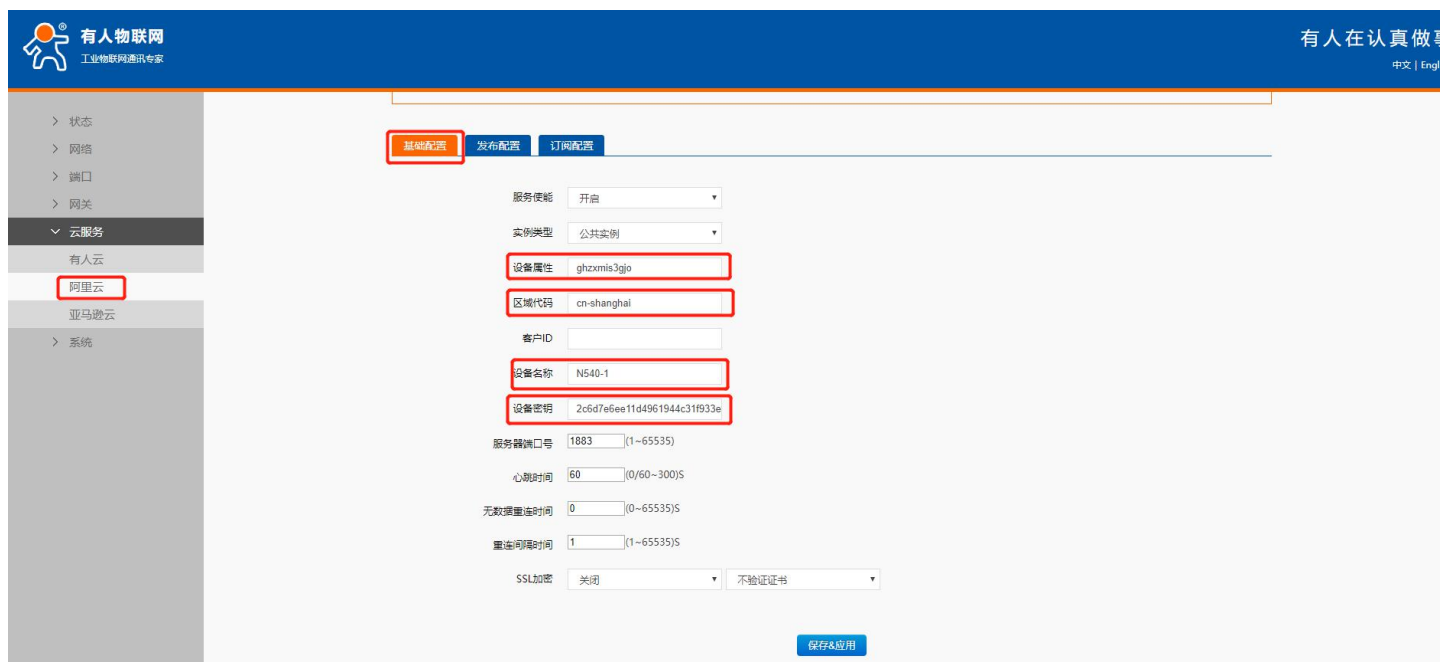 有人物联网
®
工业物联网通讯专家
有人在认真做事
中文 | Engl
状态
网络
端口
网关
云服务
有人云
阿里云
亚马逊云
系统
基础配置 发布配置 订阅配置
服务使能 开启
实例类型 公共实例
设备属性 ghzxmis3gjo
区域代码 cn-shanghai
客户ID
设备名称 N540-1
设备密钥 2c6d7e6ee11d4961944c31f933e
服务器端口号 1883 (1~65535)
心跳时间 60 (0/60~300)S
无数据重连时间 0 (0~65535)S
重连间隔时间 1 (1~65535)S
SSL加密 关闭 不验证证书
保存&应用